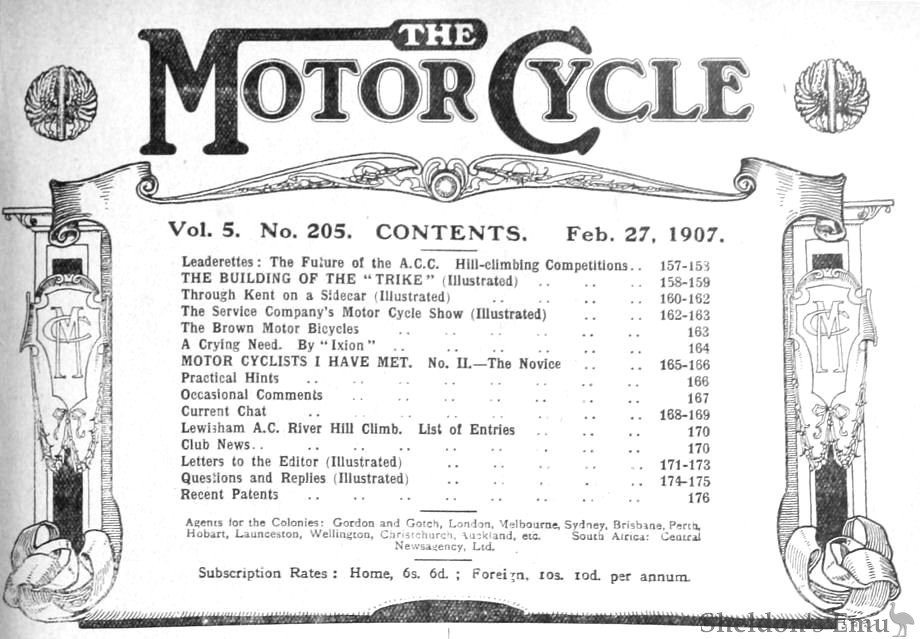 THE
MOTOR CYCLE
Vol. 5. No. 205. CONTENTS. Feb. 27, 1907.
Leaderettes: The Future of the A.C.C. Hill-climbing Competitions.. 157-158
THE BUILDING OF THE "TRIKE" (Illustrated) .. .. .. 158-159
Through Kent on a Sidecar (Illustrated) .. .. .. .. 160-162
The Service Company's Motor Cycle Show (Illustrated) .. .. 162-163
The Brown Motor Bicycles .. .. .. .. .. .. .. 163
A Crying Need. By "Ixion" .. .. .. .. .. .. .. 164
MOTOR CYCLISTS I HAVE MET. No. II.—The Novice .. .. 165-166
Practical Hints .. .. .. .. .. .. .. .. 166
Occasional Comments .. .. .. .. .. .. .. 167
Current Chat .. .. .. .. .. .. .. .. 168-169
Lewisham A.C. River Hill Climb. List of Entries .. .. .. 170
Club News.. .. .. .. .. .. .. .. .. 170
Letters to the Editor (Illustrated) .. .. .. .. .. 171-173
Questions and Replies (Illustrated) .. .. .. .. .. 174-175
Recent Patents .. .. .. .. .. .. .. .. 176
Agents for the Colonies: Gordon and Gotch, London, Melbourne, Sydney, Brisbane, Perth,
Hobart, Launceston, Wellington, Christchurch, Auckland, etc. South Africa: Central
Newsagency, Ltd.
Subscription Rates: Home, 6s. 6d.; Foreign, 10s. 10d. per annum.
Sheldon's Emu